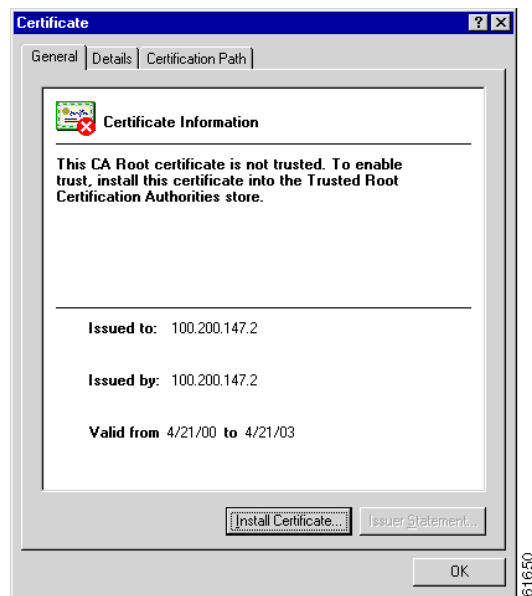 Certificate
? X
General Details Certification Path
Certificate Information
This CA Root certificate is not trusted. To enable
trust, install this certificate into the Trusted Root
Certification Authorities store.
Issued to: 100.200.147.2
Issued by: 100.200.147.2
Valid from 4/21/00 to 4/21/03
Install Certificate... Issuer Statement...
OK
61650